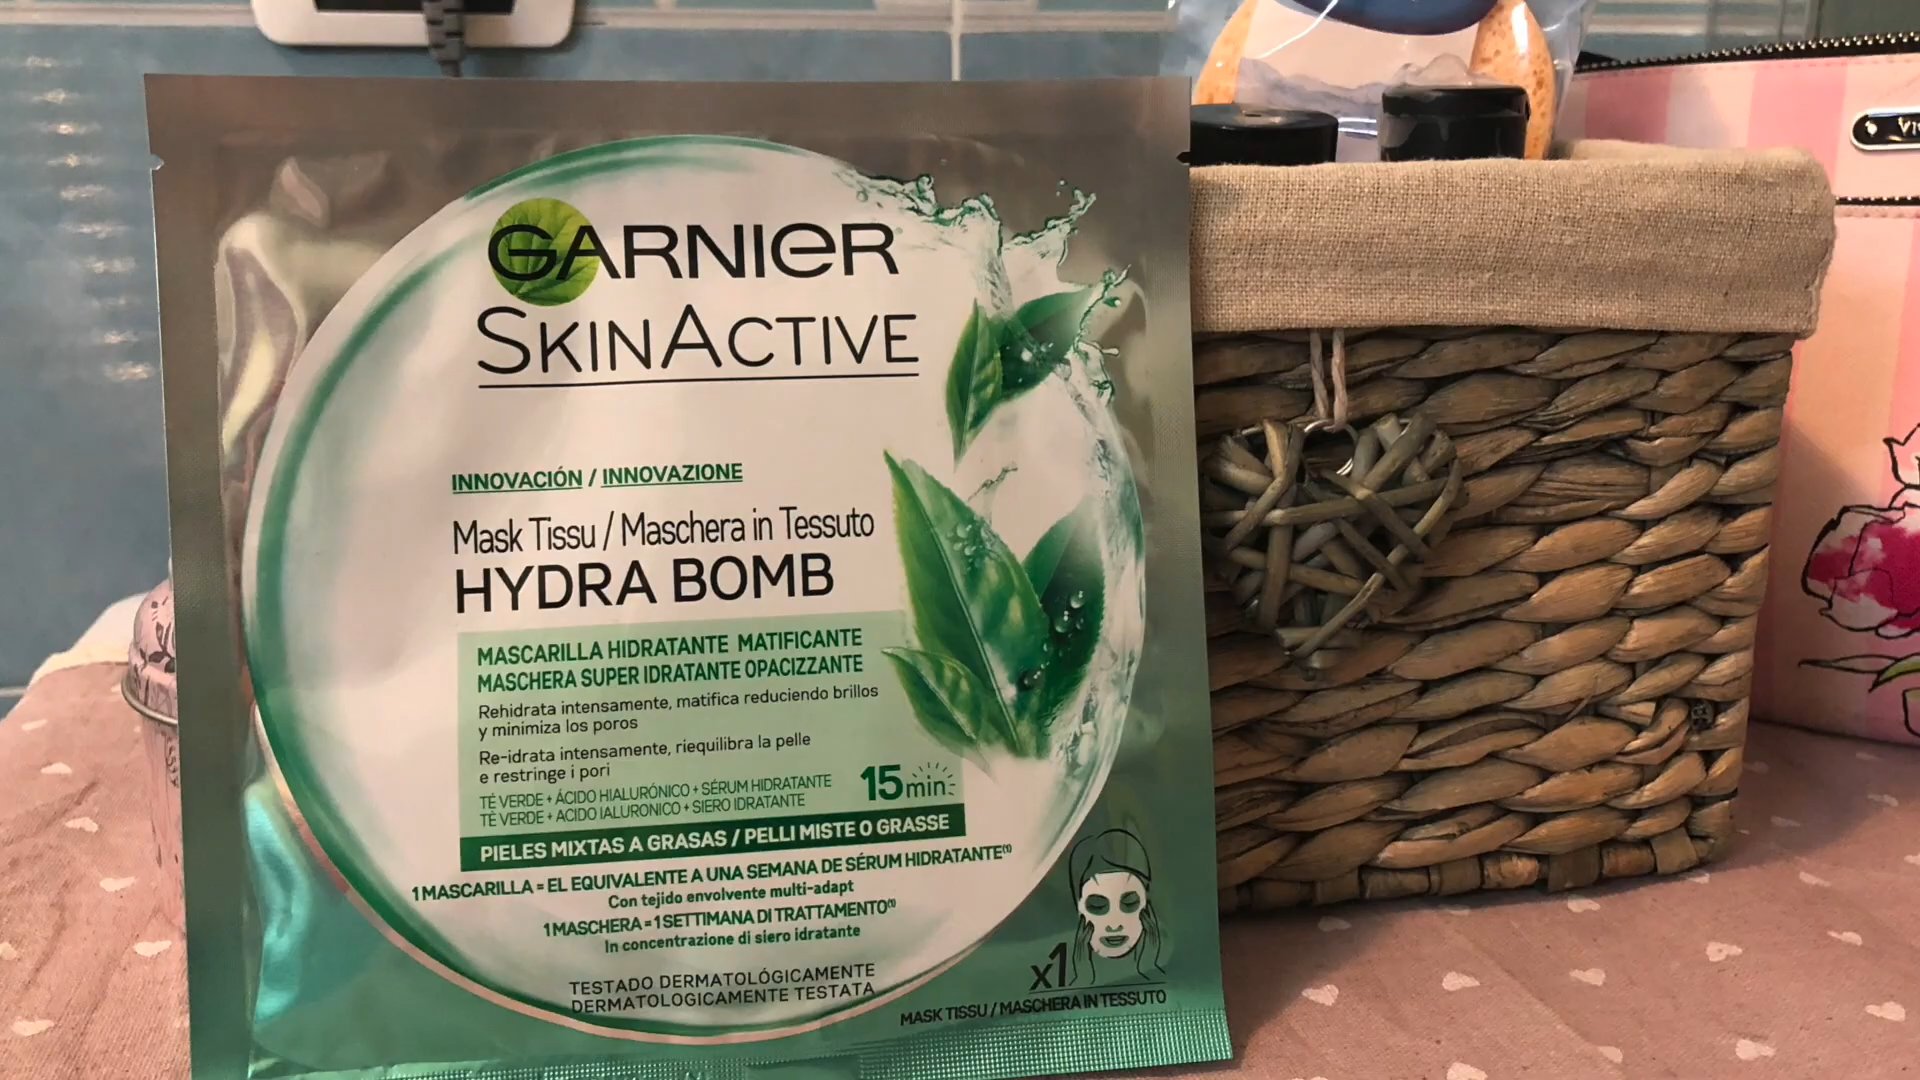 GARNIER
SKINACTIVE
INNOVACIÓN / INNOVAZIONE
Mask Tissu / Maschera in Tessuto
HYDRA BOMB
MASCARILLA HIDRATANTE MATIFICANTE
MASCHERA SUPER IDRATANTE OPACIZZANTE
Rehidrata intensamente, matifica reduciendo brillos
y minimiza los poros
Re-idrata intensamente, riequilibra la pelle
e restringe i pori
TÉ VERDE + ÁCIDO HIALURÓNICO + SÉRUM HIDRATANTE
TÈ VERDE + ACIDO IALURONICO + SIERO IDRATANTE
15 min
PIELES MIXTAS A GRASAS / PELLI MISTE O GRASSE
1 MASCARILLA = EL EQUIVALENTE A UNA SEMANA DE SÉRUM HIDRATANTE(1)
Con tejido envolvente multi-adapt
1 MASCHERA = 1 SETTIMANA DI TRATTAMENTO(1)
In concentrazione di siero idratante
TESTADO DERMATOLÓGICAMENTE
DERMATOLOGICAMENTE TESTATA
x1
MASK TISSU / MASCHERA IN TESSUTO